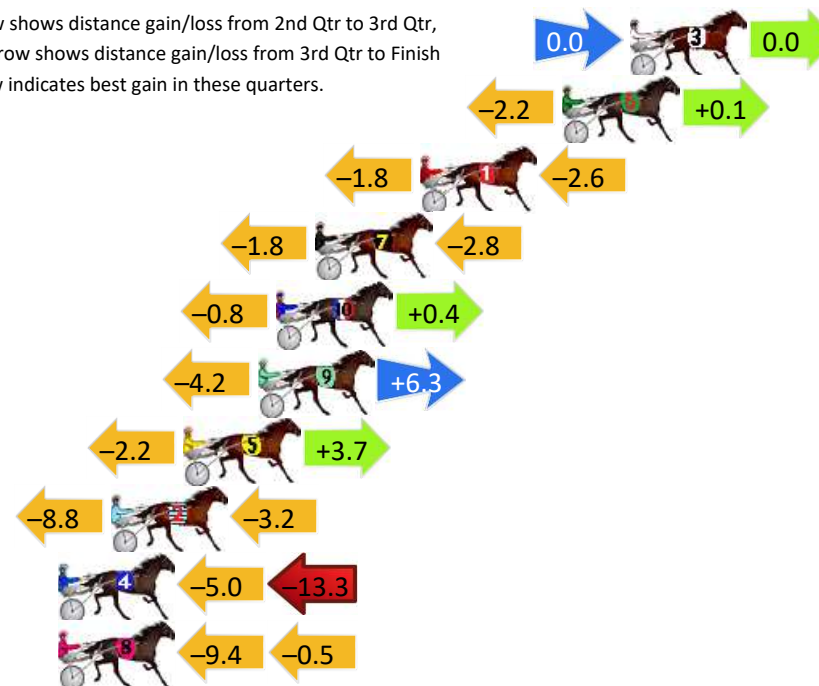 w shows distance gain/loss from 2nd Qtr to 3rd Qtr,
row shows distance gain/loss from 3rd Qtr to Finish
w indicates best gain in these quarters.
0.0 3 0.0
–2.2 6 +0.1
–1.8 1 –2.6
–1.8 7 –2.8
–0.8 10 +0.4
–4.2 9 +6.3
–2.2 5 +3.7
–8.8 2 –3.2
4 –5.0 –13.3
8 –9.4 –0.5